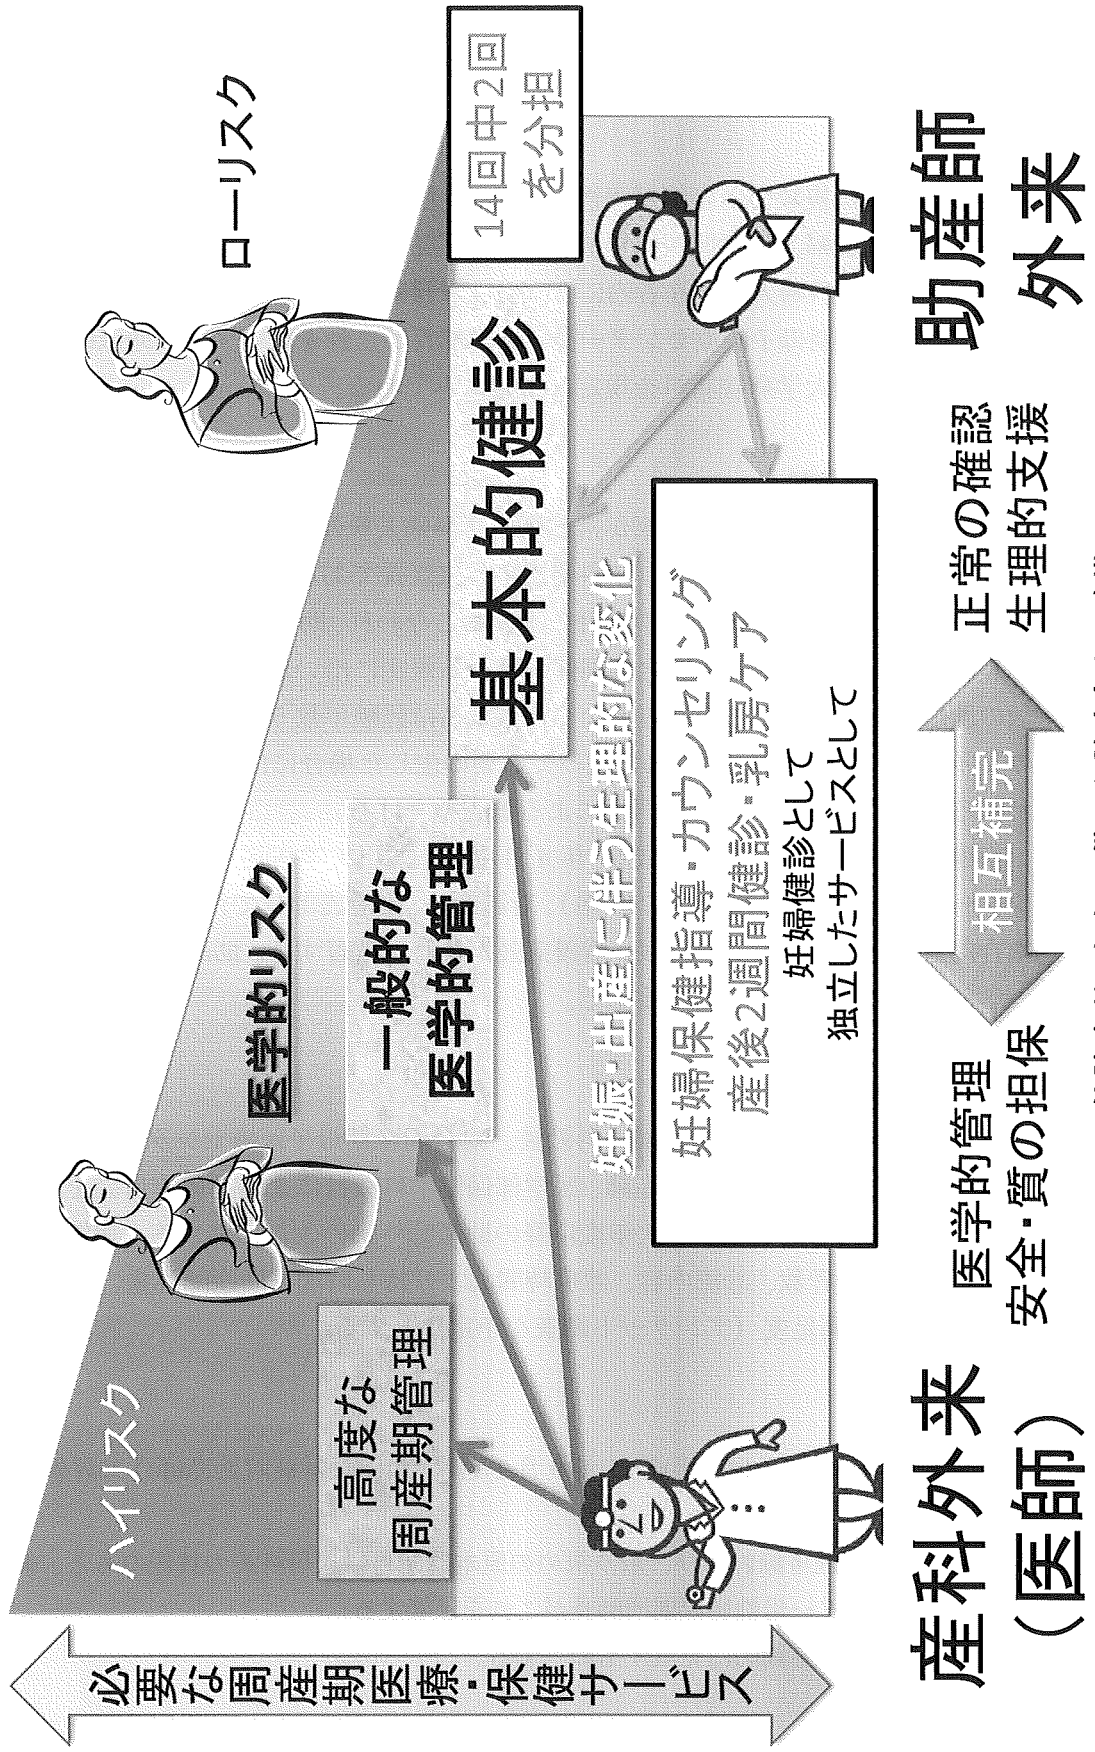 必要な周産期医療・保健サービス
ハイリスク
ローリスク
医学的リスク
高度な
周産期管理
一般的な
医学的管理
基本的健診
14回中2回
を分担
妊娠・出産に伴う生理的な変化
妊婦保健指導・カウンセリング
産後2週間健診・乳房ケア
妊婦健診として
独立したサービスとして
産科外来
（医師）
医学的管理
安全・質の担保
相互補完
正常の確認
生理的支援
助産師
外来